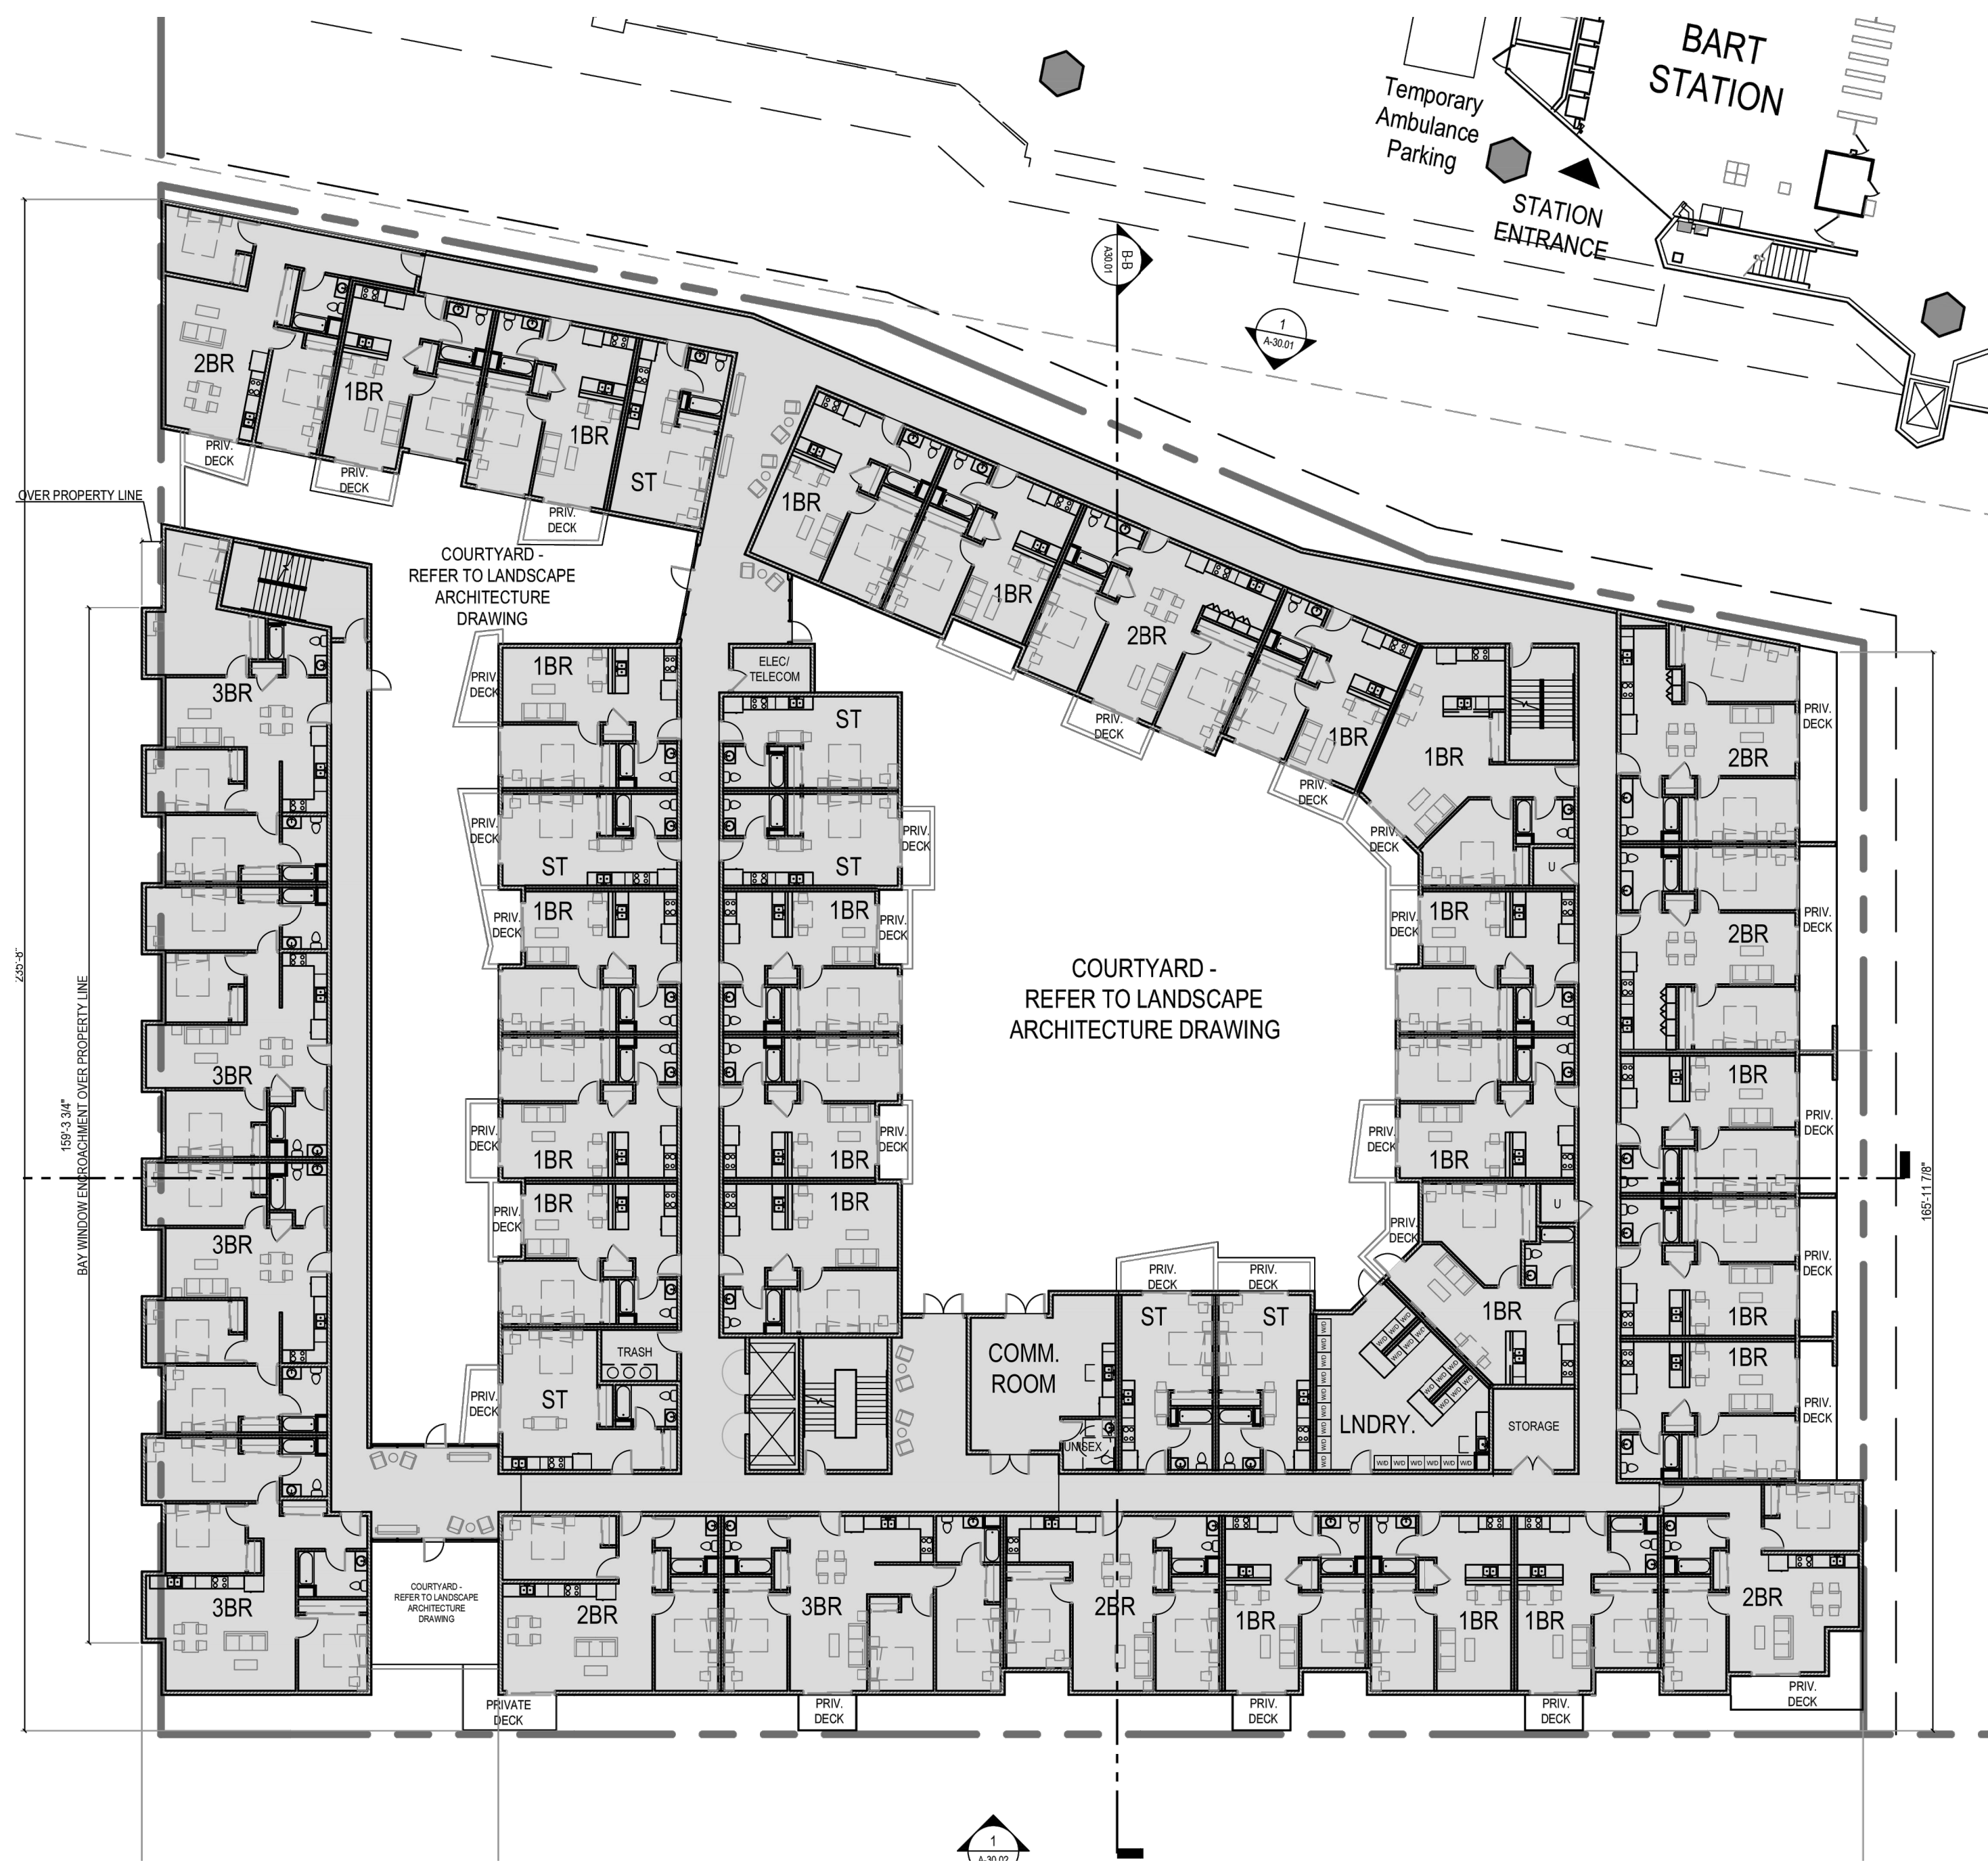 BART
STATION
Temporary
Ambulance
Parking
STATION
ENTRANCE
B-B
A30.01
1
A-30.01
2BR
1BR
1BR
ST
PRIV.
DECK
PRIV.
DECK
PRIV.
DECK
OVER PROPERTY LINE
COURTYARD -
REFER TO LANDSCAPE
ARCHITECTURE
DRAWING
1BR
1BR
2BR
1BR
1BR
PRIV.
DECK
PRIV.
DECK
PRIV.
DECK
ELEC/
TELECOM
3BR
1BR
PRIV.
DECK
ST
2BR
PRIV.
DECK
PRIV.
DECK
ST
ST
PRIV.
DECK
U
PRIV.
DECK
1BR
1BR
PRIV.
DECK
1BR
PRIV.
DECK
2BR
PRIV.
DECK
235'-8"
159'-3 3/4"
BAY WINDOW ENCROACHMENT OVER PROPERTY LINE
COURTYARD -
REFER TO LANDSCAPE
ARCHITECTURE DRAWING
3BR
1BR
PRIV.
DECK
PRIV.
DECK
1BR
1BR
PRIV.
DECK
PRIV.
DECK
1BR
165'-11 7/8"
3BR
PRIV.
DECK
1BR
1BR
PRIV.
DECK
U
PRIV.
DECK
PRIV.
DECK
PRIV.
DECK
1BR
1BR
ST
ST
TRASH
COMM.
ROOM
1BR
PRIV.
DECK
PRIV.
DECK
ST
UNISEX
LNDRY.
STORAGE
W/D
W/D
W/D
W/D
W/D
W/D
W/D
W/D
W/D
W/D
W/D
W/D
W/D
W/D W/D W/D W/D W/D W/D
COURTYARD -
REFER TO LANDSCAPE
ARCHITECTURE
DRAWING
3BR
2BR
3BR
2BR
1BR
1BR
1BR
2BR
PRIVATE
DECK
PRIV.
DECK
PRIV.
DECK
PRIV.
DECK
PRIV.
DECK
1
A-30.02